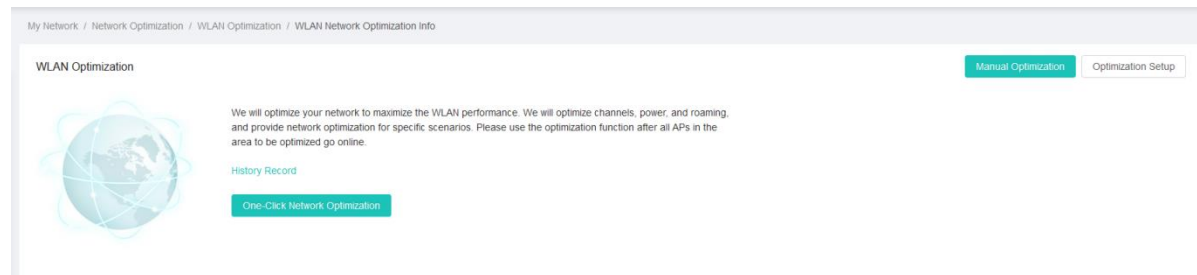 My Network / Network Optimization / WLAN Optimization / WLAN Network Optimization Info
WLAN Optimization
Manual Optimization
Optimization Setup
We will optimize your network to maximize the WLAN performance. We will optimize channels, power, and roaming,
and provide network optimization for specific scenarios. Please use the optimization function after all APs in the
area to be optimized go online.
History Record
One-Click Network Optimization